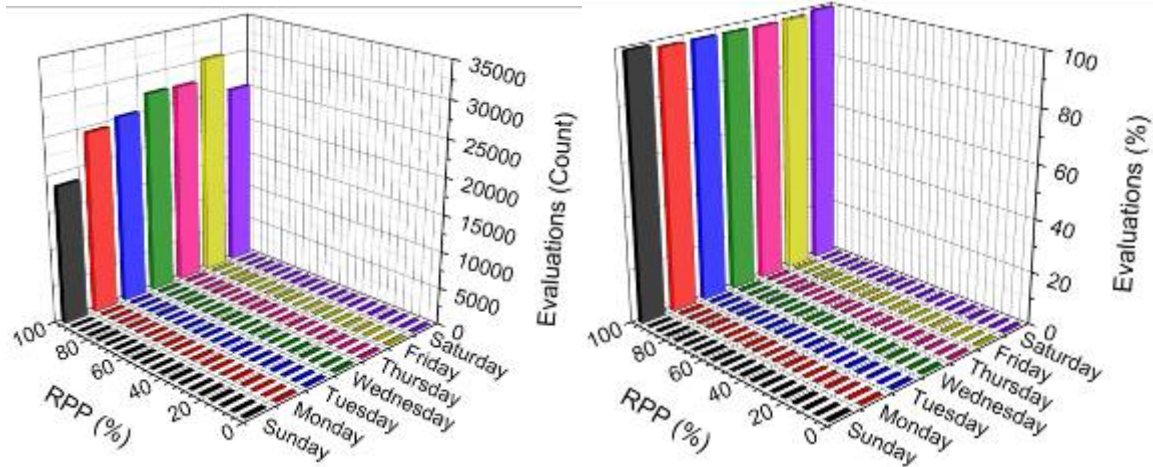 35000
30000
25000
20000
15000
10000
5000
0
Evaluations (Count)
100
80
60
40
20
0
RPP (%)
Saturday
Friday
Thursday
Wednesday
Tuesday
Monday
Sunday
100
80
60
40
20
0
Evaluations (%)
100
80
60
40
20
0
RPP (%)
Saturday
Friday
Thursday
Wednesday
Tuesday
Monday
Sunday